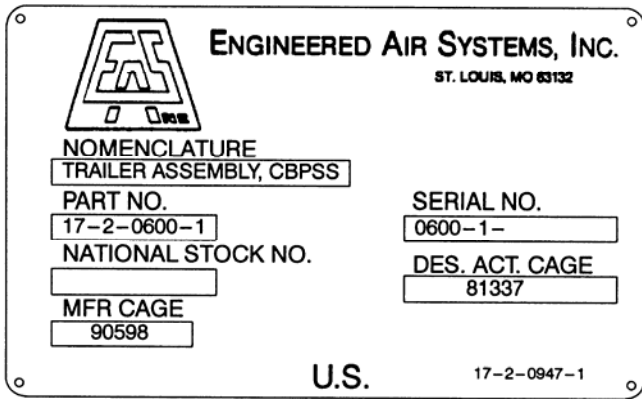 ENGINEERED AIR SYSTEMS, INC.
ST. LOUIS, MO 63132
EAS
NOMENCLATURE
TRAILER ASSEMBLY, CBPSS
PART NO.
17-2-0600-1
SERIAL NO.
0600-1-
NATIONAL STOCK NO.
DES. ACT. CAGE
81337
MFR CAGE
90598
U.S.
17-2-0947-1